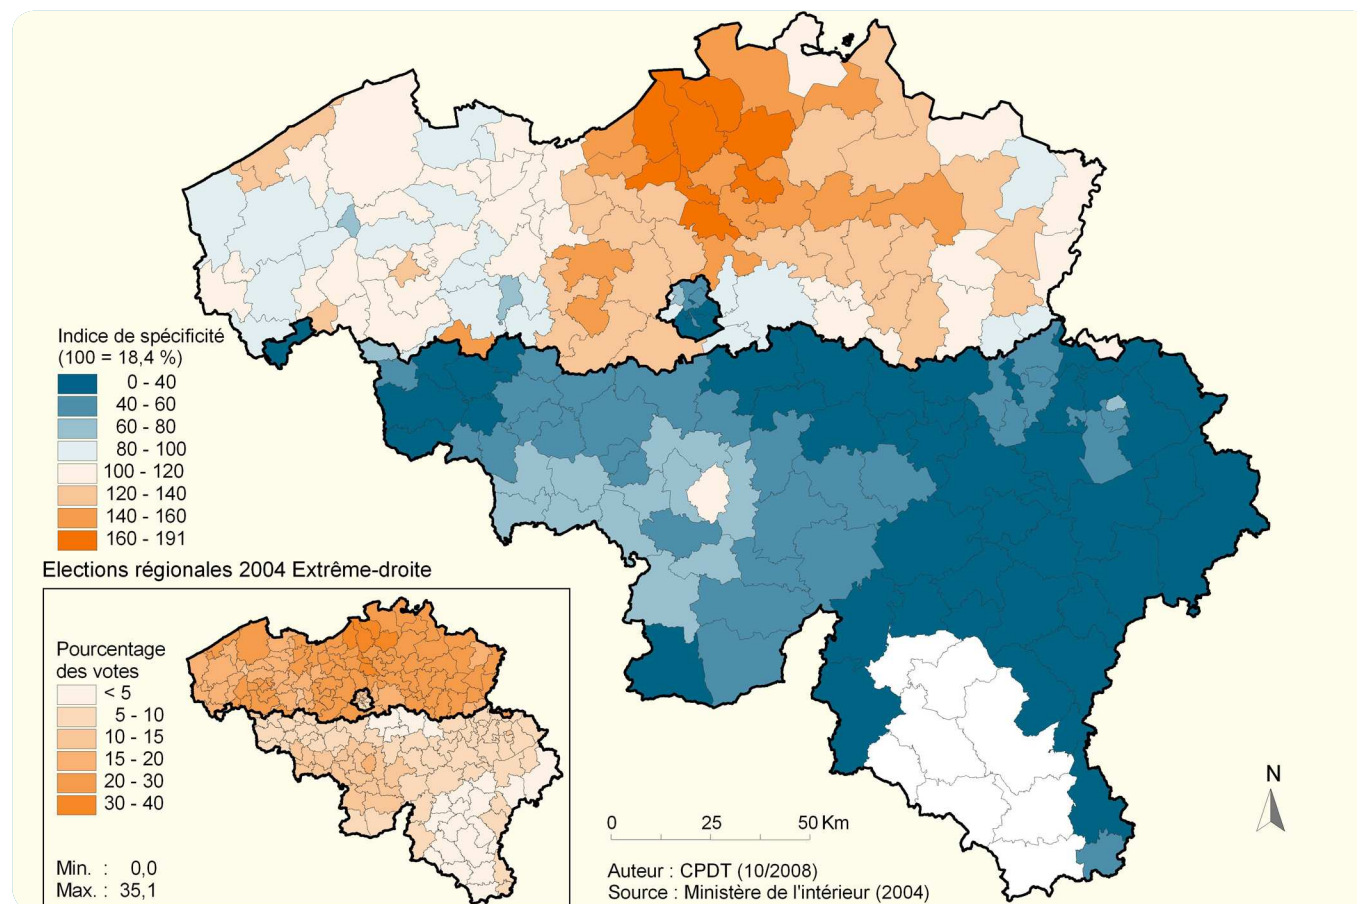 Indice de spécificité
(100 = 18,4 %)
0 - 40
40 - 60
60 - 80
80 - 100
100 - 120
120 - 140
140 - 160
160 - 191
Elections régionales 2004 Extrême-droite
Pourcentage
des votes
< 5
5 - 10
10 - 15
15 - 20
20 - 30
30 - 40
Min. : 0,0
Max. : 35,1
0 25 50 Km
Auteur : CPDT (10/2008)
Source : Ministère de l'intérieur (2004)
N